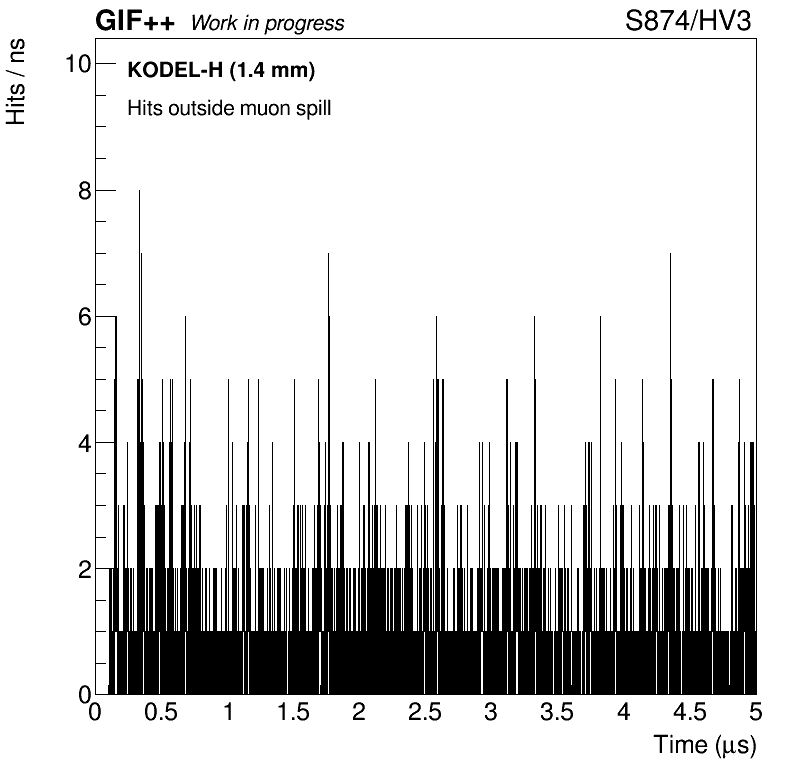 GIF++ Work in progress S874/HV3
Hits / ns
KODEL-H (1.4 mm)
Hits outside muon spill
10
8
6
4
2
0
0 0.5 1 1.5 2 2.5 3 3.5 4 4.5 5
Time (μs)